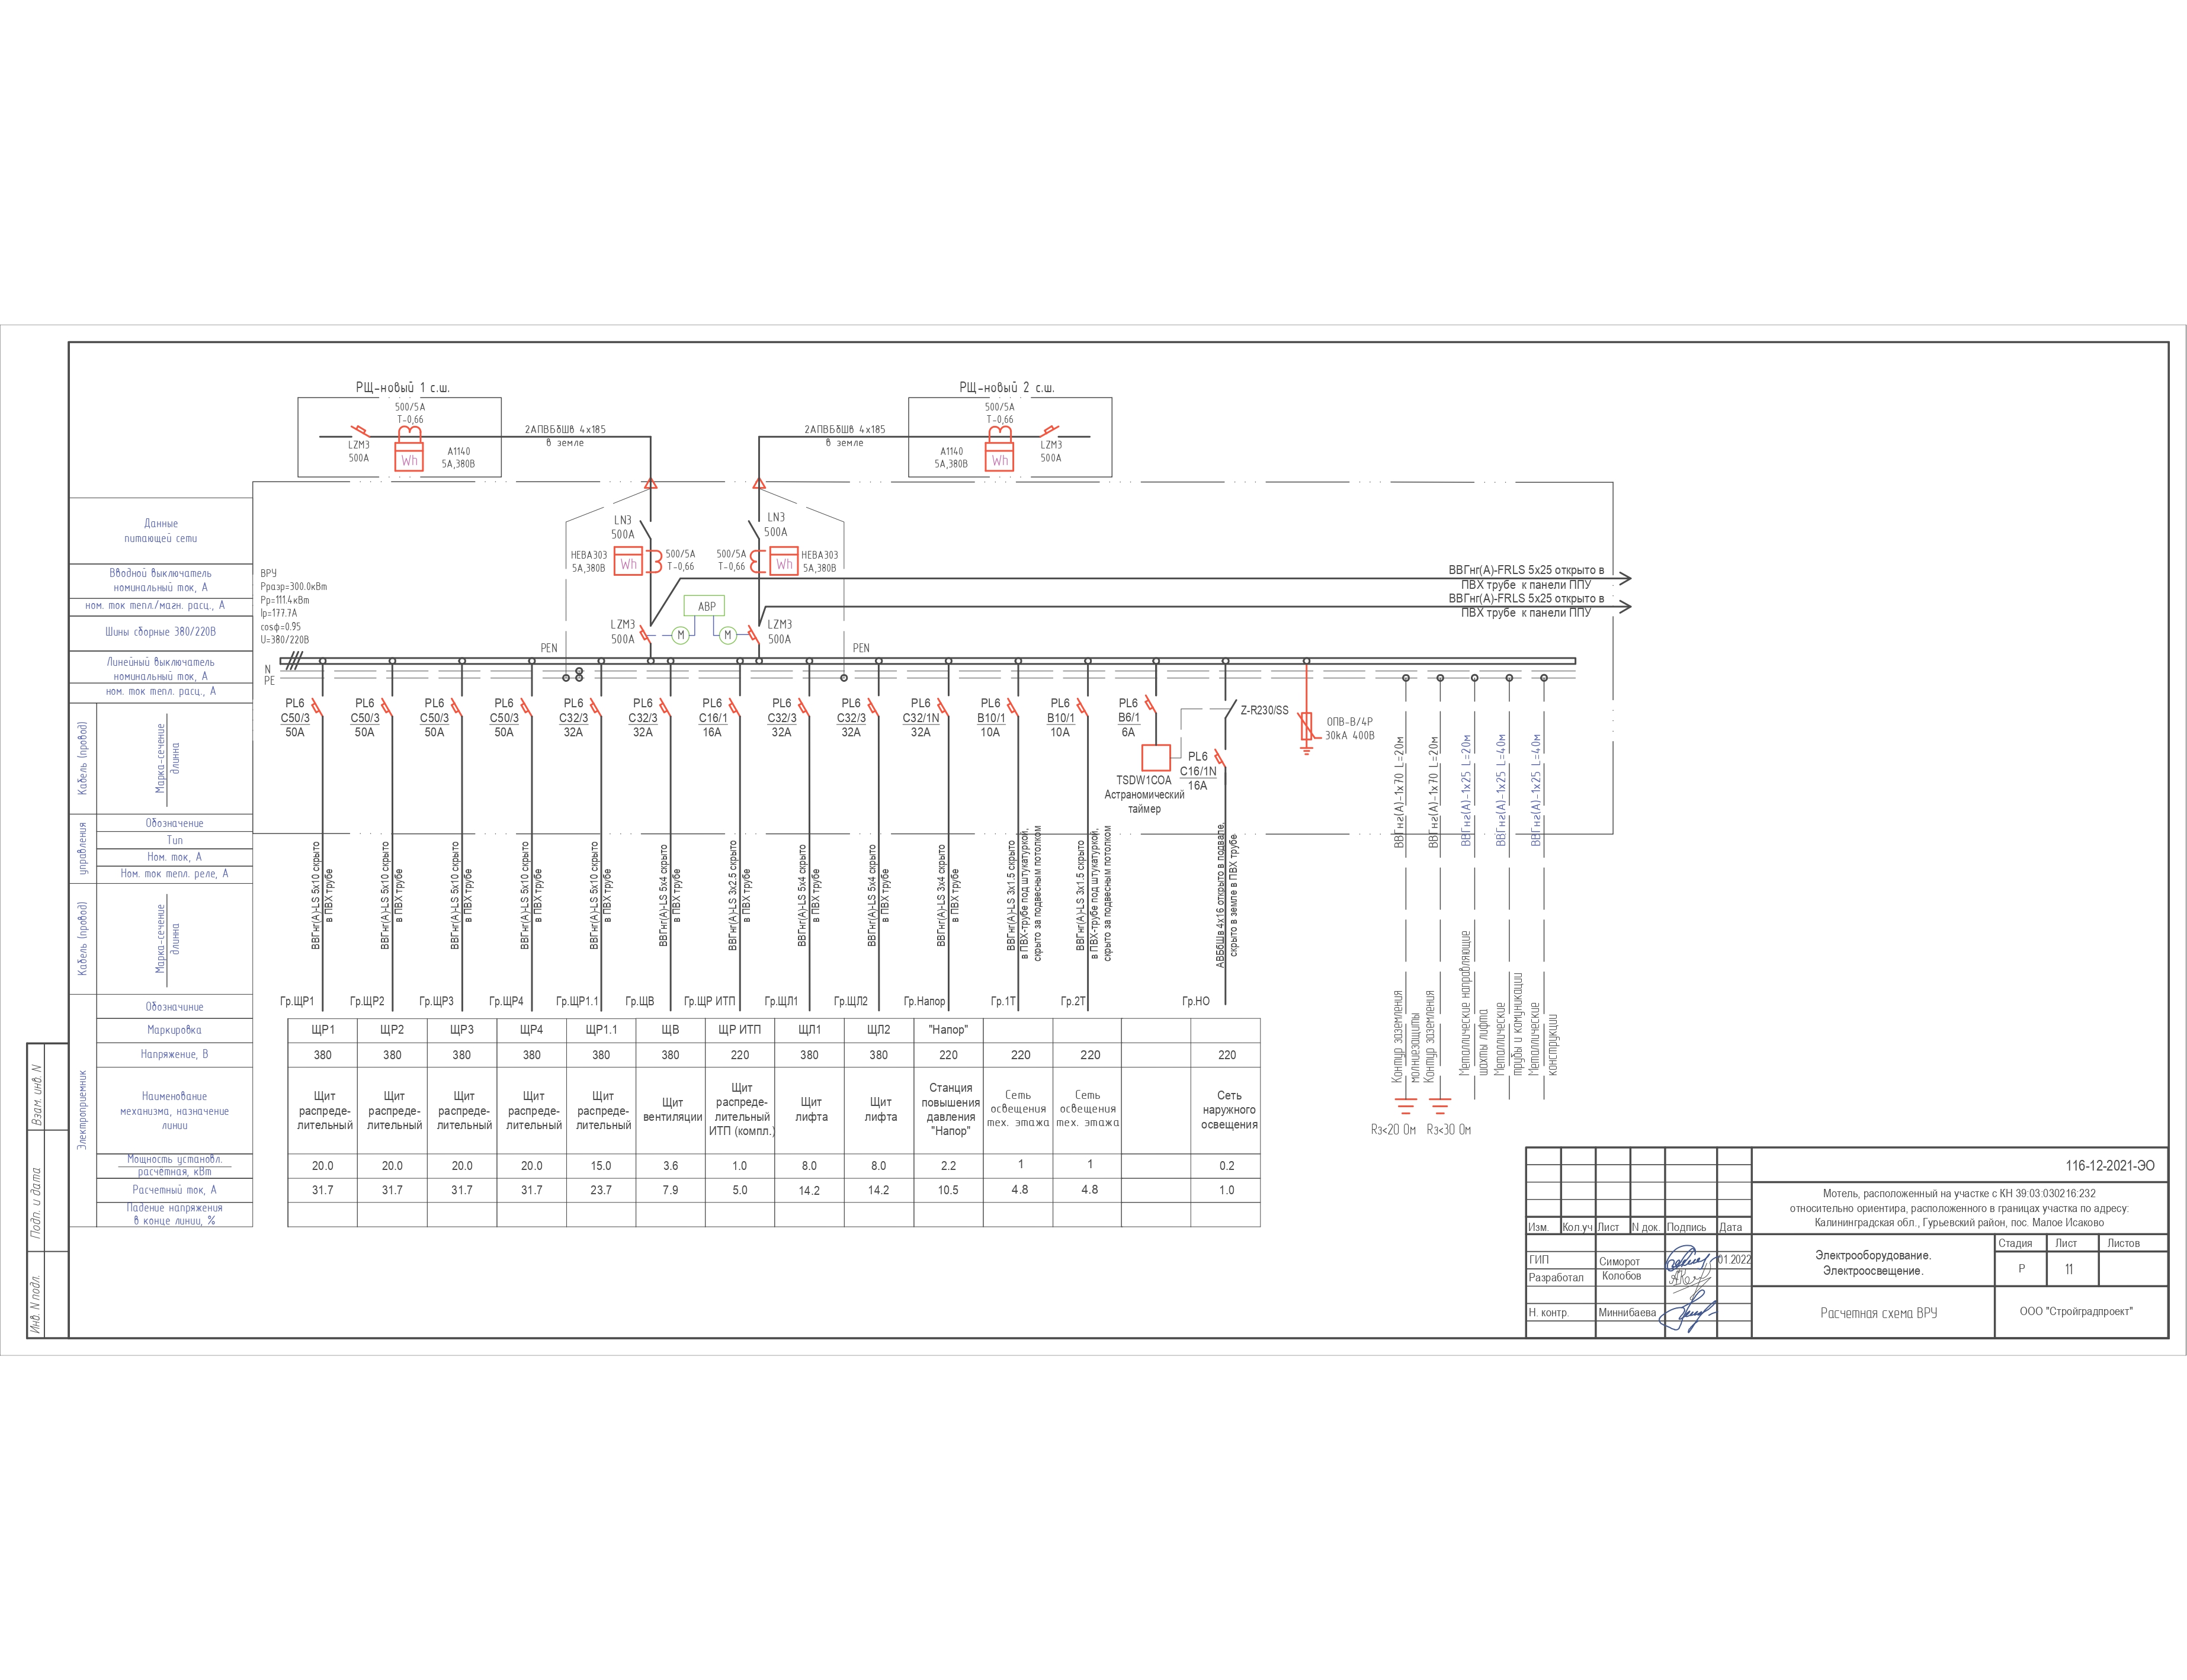 РЩ-новый 1 с.ш.
500/5А
Т-0,66
LZM3
500А
Wh
А1140
5А,380В
2АПВБбШв 4х185
в земле
РЩ-новый 2 с.ш.
500/5А
Т-0,66
2АПВБбШв 4х185
в земле
А1140
5А,380В
Wh
LZM3
500А
Данные
питающей сети
Вводной выключатель
номинальный ток, А
ном. ток тепл./магн. расц., А
Шины сборные 380/220В
Линейный выключатель
номинальный ток, А
ном. ток тепл. расц., А
Кабель (провод)
Марка-сечение
длинна
управления
Обозначение
Тип
Ном. ток, А
Ном. ток тепл. реле, А
Кабель (провод)
Марка-сечение
длинна
Электроприемник
Обозначиние
Маркировка
Напряжение, В
Наименование
механизма, назначение
линии
Мощность установл.
расчётная, кВт
Расчетный ток, А
Падение напряжения
в конце линии, %
ВРУ
Рразр=300.0кВт
Рр=111.4кВт
Iр=177.7А
cosφ=0.95
U=380/220В
LN3
500А
LN3
500А
НЕВА303
5А,380В
Wh
500/5А
Т-0,66
500/5А
Т-0,66
Wh
НЕВА303
5А,380В
АВР
LZM3
500А
М
М
LZM3
500А
PEN
PEN
N
PE
ВВГнг(А)-FRLS 5х25 открыто в
ПВХ трубе к панели ППУ
ВВГнг(А)-FRLS 5х25 открыто в
ПВХ трубе к панели ППУ
PL6
C50/3
50А
PL6
C50/3
50А
PL6
C50/3
50А
PL6
C50/3
50А
PL6
C32/3
32А
PL6
C32/3
32А
PL6
C16/1
16А
PL6
C32/3
32А
PL6
C32/3
32А
PL6
C32/1N
32А
PL6
B10/1
10А
PL6
B10/1
10А
PL6
B6/1
6А
TSDW1COA
Астраномический
таймер
Z-R230/SS
PL6
C16/1N
16А
ОПВ-В/4Р
30кА 400В
ВВГнг(А)-LS 5х10 скрыто
в ПВХ трубе
ВВГнг(А)-LS 5х10 скрыто
в ПВХ трубе
ВВГнг(А)-LS 5х10 скрыто
в ПВХ трубе
ВВГнг(А)-LS 5х10 скрыто
в ПВХ трубе
ВВГнг(А)-LS 5х10 скрыто
в ПВХ трубе
ВВГнг(А)-LS 5х4 скрыто
в ПВХ трубе
ВВГнг(А)-LS 3х2.5 скрыто
в ПВХ трубе
ВВГнг(А)-LS 5х4 скрыто
в ПВХ трубе
ВВГнг(А)-LS 5х4 скрыто
в ПВХ трубе
ВВГнг(А)-LS 3х4 скрыто
в ПВХ трубе
ВВГнг(А)-LS 3х1.5 скрыто
в ПВХ-трубе под штукатуркой,
скрыто за подвесным потолком
ВВГнг(А)-LS 3х1.5 скрыто
в ПВХ-трубе под штукатуркой,
скрыто за подвесным потолком
АВБбШв 4х16 открыто в подвале,
скрыто в земле в ПВХ трубе
ВВГнг(А)-1х70 L=20м
ВВГнг(А)-1х70 L=20м
ВВГнг(А)-1х25 L=20м
ВВГнг(А)-1х25 L=40м
ВВГнг(А)-1х25 L=40м
Контур заземления
молниезащиты
Контур заземления
Металлические направляющие
шахты лифта
Металлические
трубы и комуникации
Металлические
конструкции
Rз<20 Ом
Rз<30 Ом
Гр.ЩР1
Гр.ЩР2
Гр.ЩР3
Гр.ЩР4
Гр.ЩР1.1
Гр.ЩВ
Гр.ЩР ИТП
Гр.ЩЛ1
Гр.ЩЛ2
Гр.Напор
Гр.1Т
Гр.2Т
Гр.НО
ЩР1 ЩР2 ЩР3 ЩР4 ЩР1.1 ЩВ ЩР ИТП ЩЛ1 ЩЛ2 "Напор"
380 380 380 380 380 380 220 380 380 220 220 220 220
Щит
распреде-
лительный
Щит
распреде-
лительный
Щит
распреде-
лительный
Щит
распреде-
лительный
Щит
распреде-
лительный
Щит
вентиляции
Щит
распреде-
лительный
ИТП (компл.)
Щит
лифта
Щит
лифта
Станция
повышения
давления
"Напор"
Сеть
освещения
тех. этажа
Сеть
освещения
тех. этажа
Сеть
наружного
освещения
20.0 20.0 20.0 20.0 15.0 3.6 1.0 8.0 8.0 2.2 1 1 0.2
31.7 31.7 31.7 31.7 23.7 7.9 5.0 14.2 14.2 10.5 4.8 4.8 1.0
Взам. инв. N
Подп. и дата
Инв. N подл.
116-12-2021-ЭО
Мотель, расположенный на участке с КН 39:03:030216:232
относительно ориентира, расположенного в границах участка по адресу:
Калининградская обл., Гурьевский район, пос. Малое Исаково
Изм. Кол.уч Лист N док. Подпись Дата
ГИП Симорот 01.2022
Разработал Колобов
Н. контр. Миннибаева
Электрооборудование.
Электроосвещение.
Стадия Лист Листов
Р 11
Расчетная схема ВРУ
ООО "Стройградпроект"